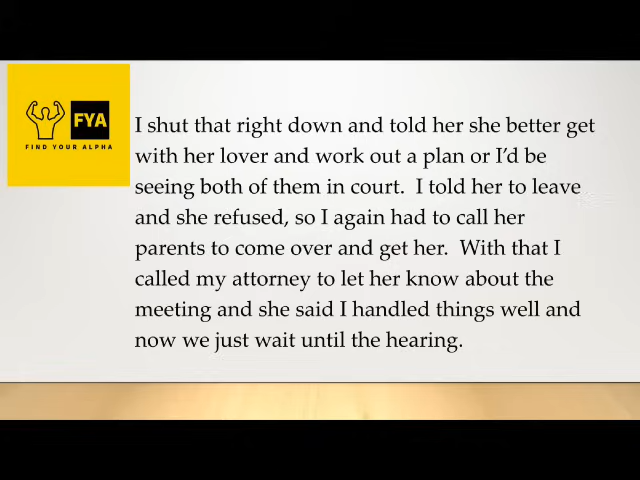 FYA
FIND YOUR ALPHA
I shut that right down and told her she better get
with her lover and work out a plan or I'd be
seeing both of them in court.  I told her to leave
and she refused, so I again had to call her
parents to come over and get her.  With that I
called my attorney to let her know about the
meeting and she said I handled things well and
now we just wait until the hearing.